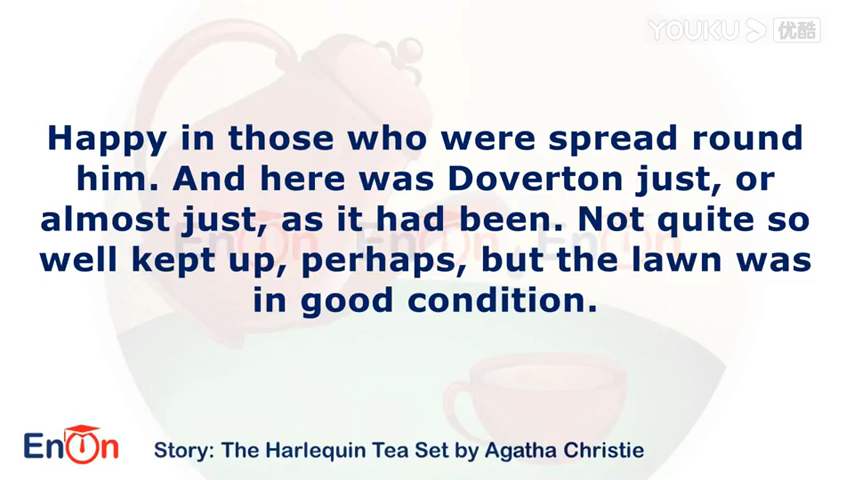 YOUKU 优酷
Happy in those who were spread round
him. And here was Doverton just, or
almost just, as it had been. Not quite so
well kept up, perhaps, but the lawn was
in good condition.
EnOn
Story: The Harlequin Tea Set by Agatha Christie